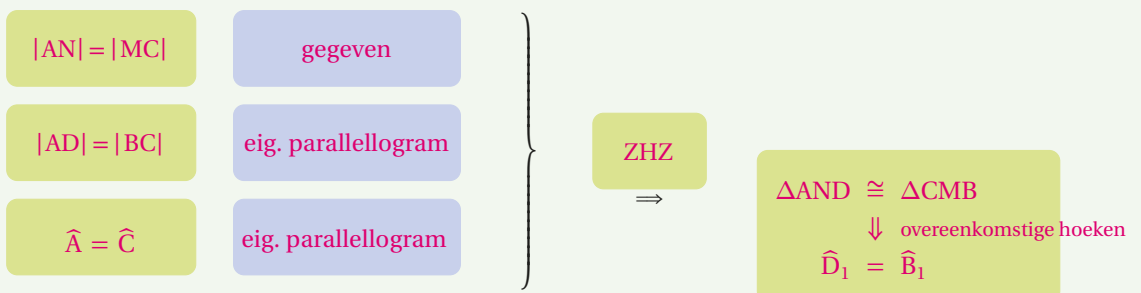 |AN| = |MC| gegeven
|AD| = |BC| eig. parallellogram
ZHZ
⟹
Â = Ĉ eig. parallellogram
ΔAND ≅ ΔCMB
⇓ overeenkomstige hoeken
D̂₁ = B̂₁